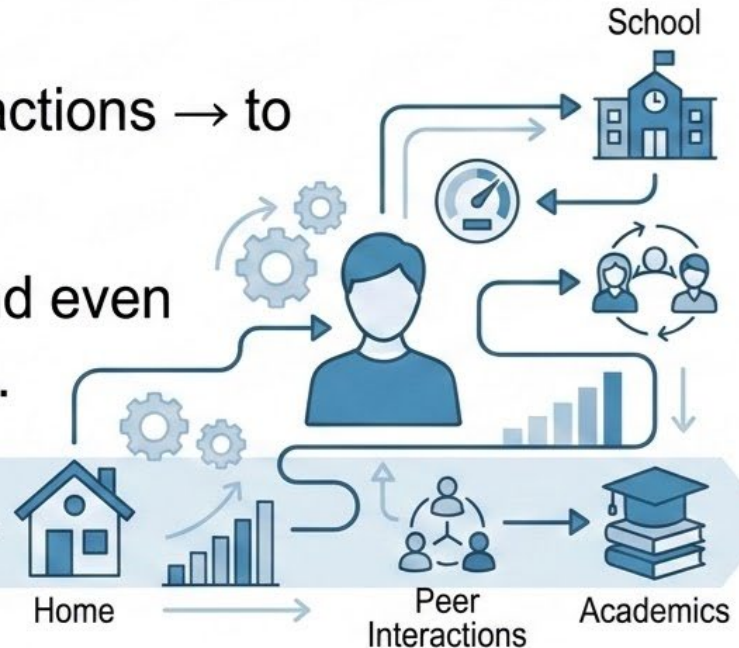 School
actions → to
d even
.
Home
Peer
Interactions
Academics